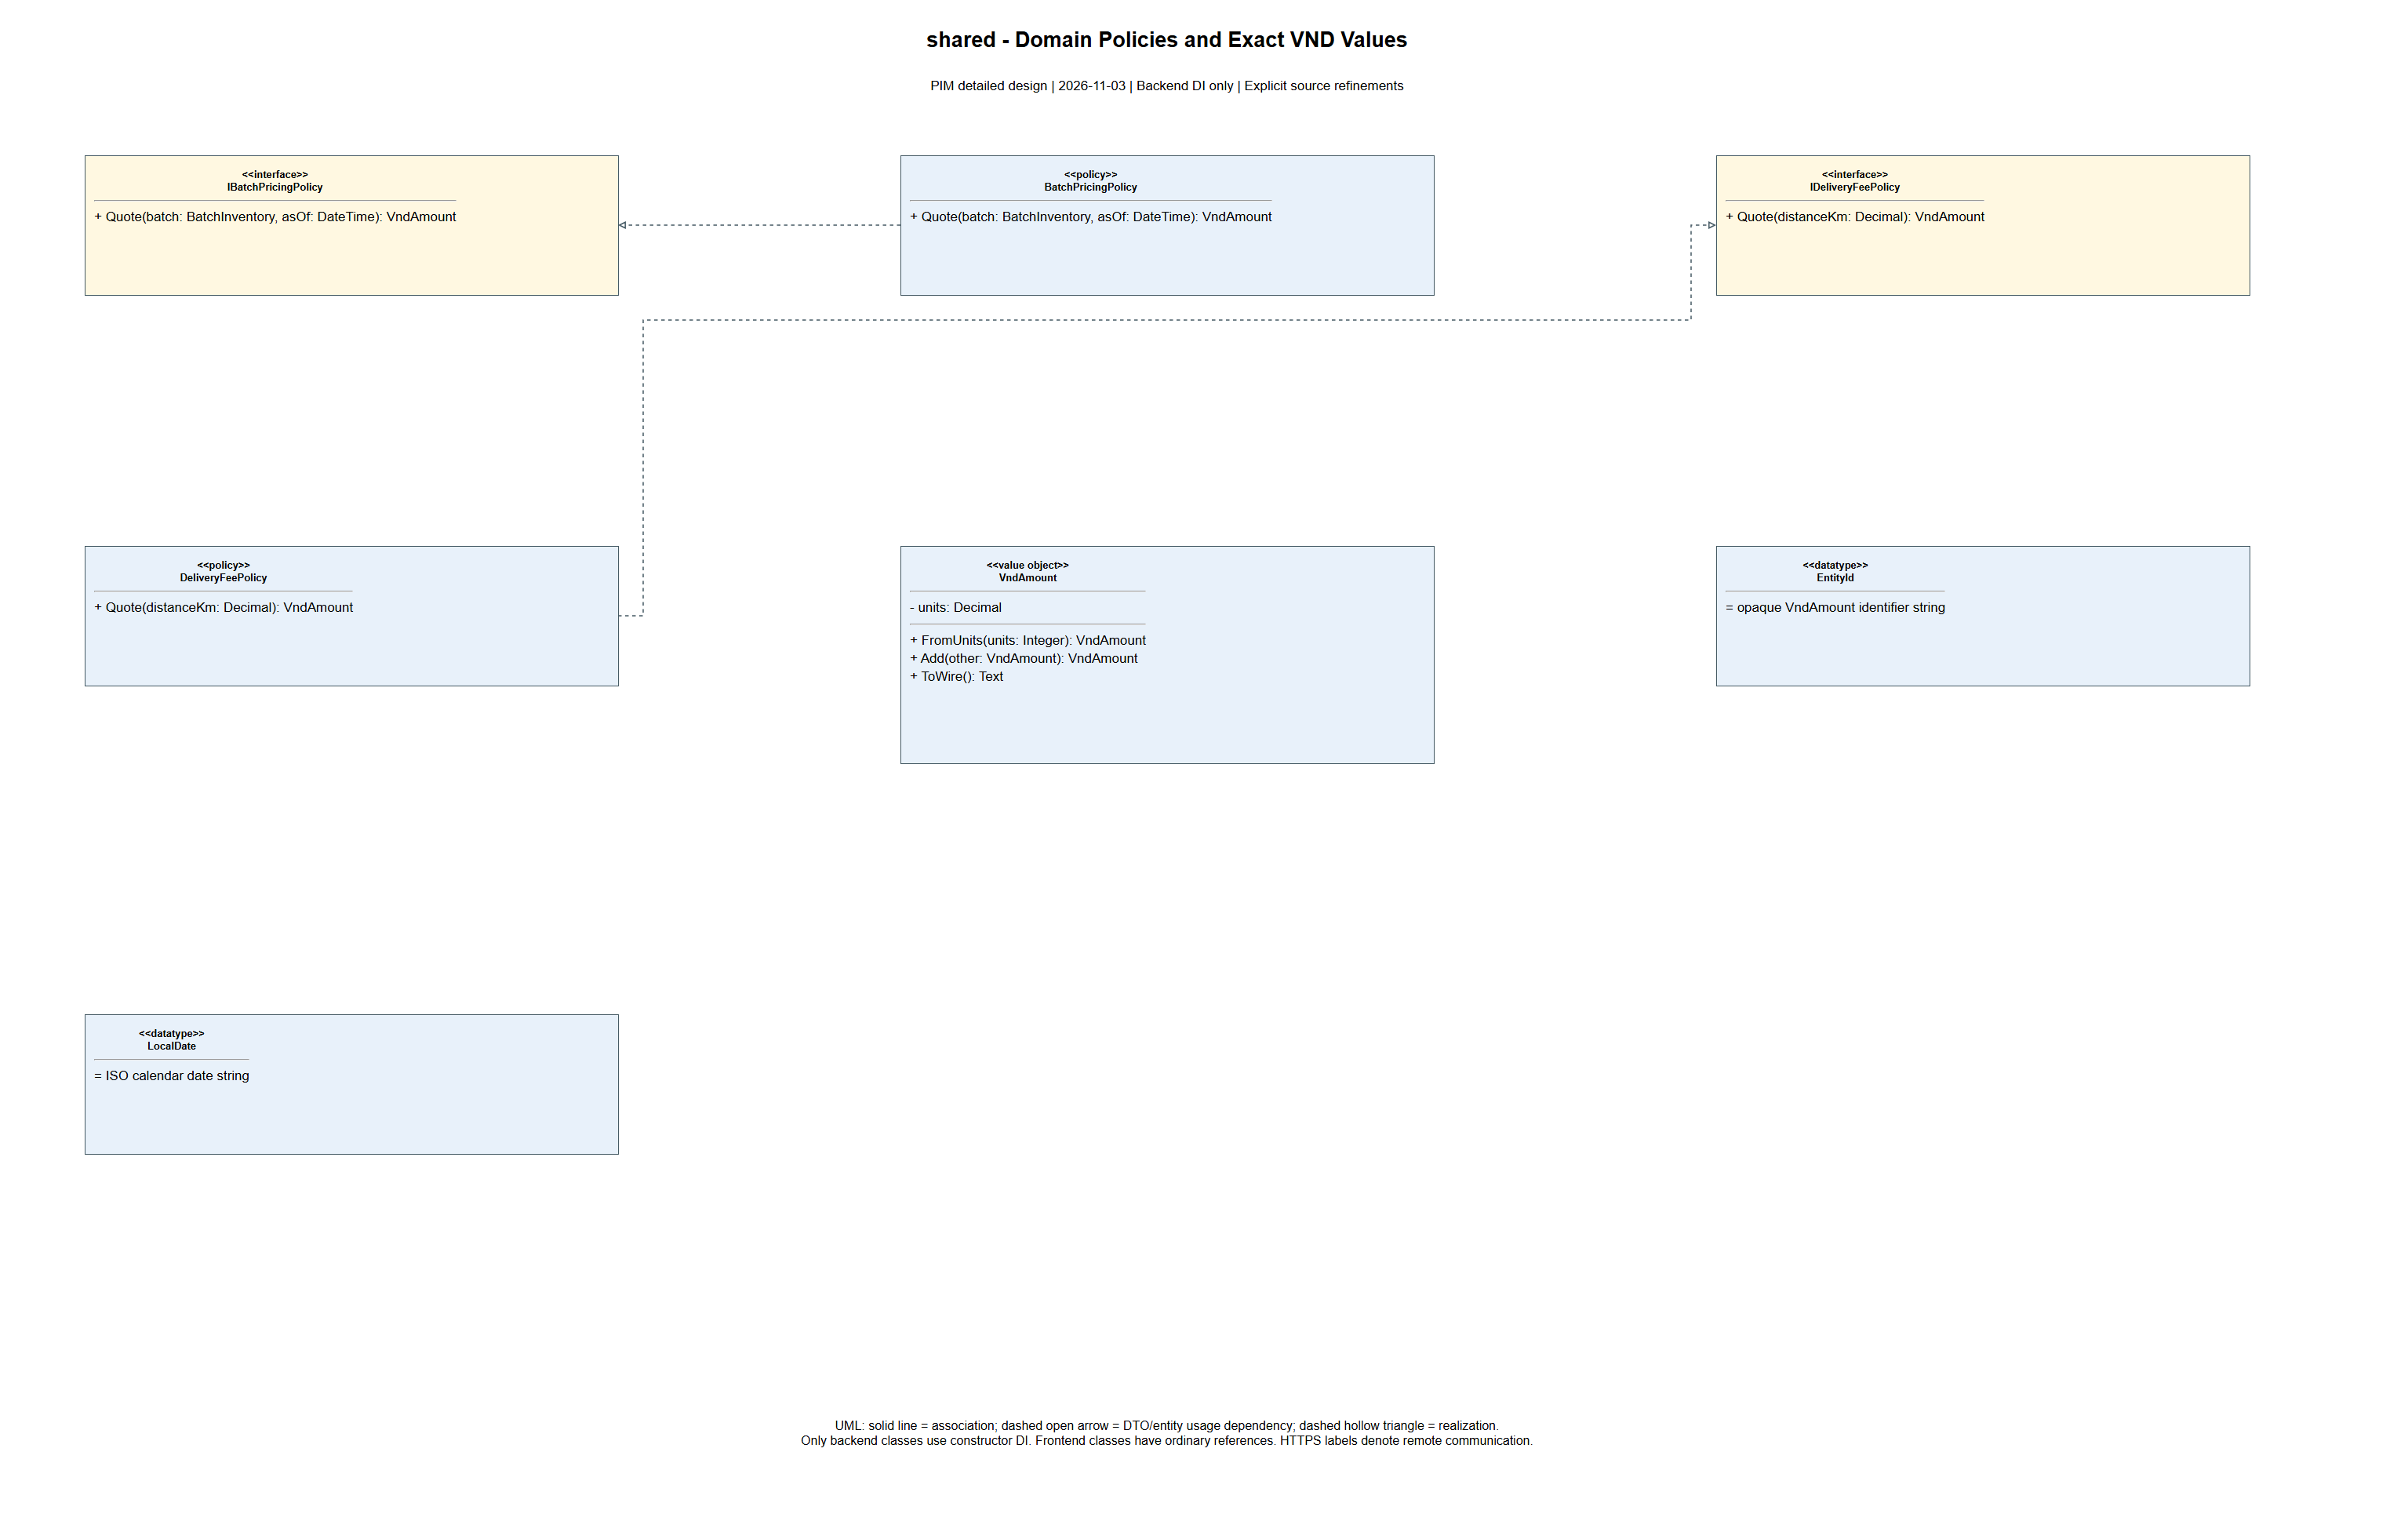 shared - Domain Policies and Exact VND Values
PIM detailed design | 2026-11-03 | Backend DI only | Explicit source refinements
<<interface>>
IBatchPricingPolicy
+ Quote(batch: BatchInventory, asOf: DateTime): VndAmount
<<policy>>
BatchPricingPolicy
+ Quote(batch: BatchInventory, asOf: DateTime): VndAmount
<<interface>>
IDeliveryFeePolicy
+ Quote(distanceKm: Decimal): VndAmount
<<policy>>
DeliveryFeePolicy
+ Quote(distanceKm: Decimal): VndAmount
<<value object>>
VndAmount
- units: Decimal
+ FromUnits(units: Integer): VndAmount
+ Add(other: VndAmount): VndAmount
+ ToWire(): Text
<<datatype>>
EntityId
= opaque VndAmount identifier string
<<datatype>>
LocalDate
= ISO calendar date string
UML: solid line = association; dashed open arrow = DTO/entity usage dependency; dashed hollow triangle = realization.
Only backend classes use constructor DI. Frontend classes have ordinary references. HTTPS labels denote remote communication.